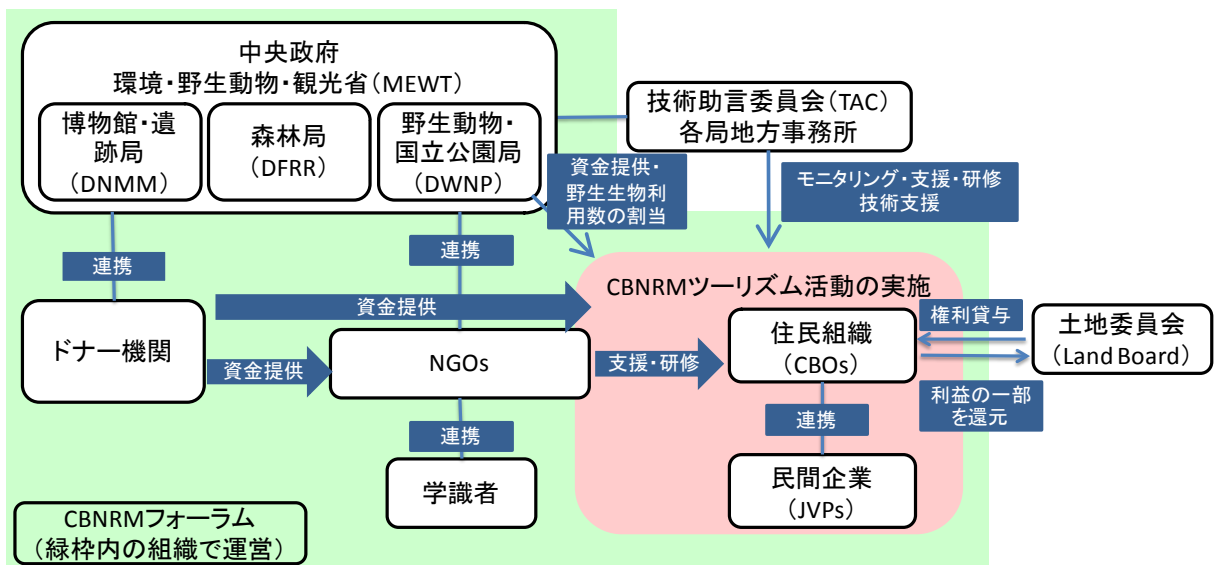 中央政府
環境・野生動物・観光省(MEWT)
博物館・遺
跡局
(DNMM)
森林局
(DFRR)
野生動物・
国立公園局
(DWNP)
技術助言委員会(TAC)
各局地方事務所
資金提供・
野生生物利
用数の割当
モニタリング・支援・研修
技術支援
連携
連携
CBNRMツーリズム活動の実施
資金提供
権利貸与
ドナー機関
資金提供
NGOs
支援・研修
住民組織
(CBOs)
土地委員会
(Land Board)
利益の一部
を還元
連携
連携
学識者
民間企業
(JVPs)
CBNRMフォーラム
(緑枠内の組織で運営)